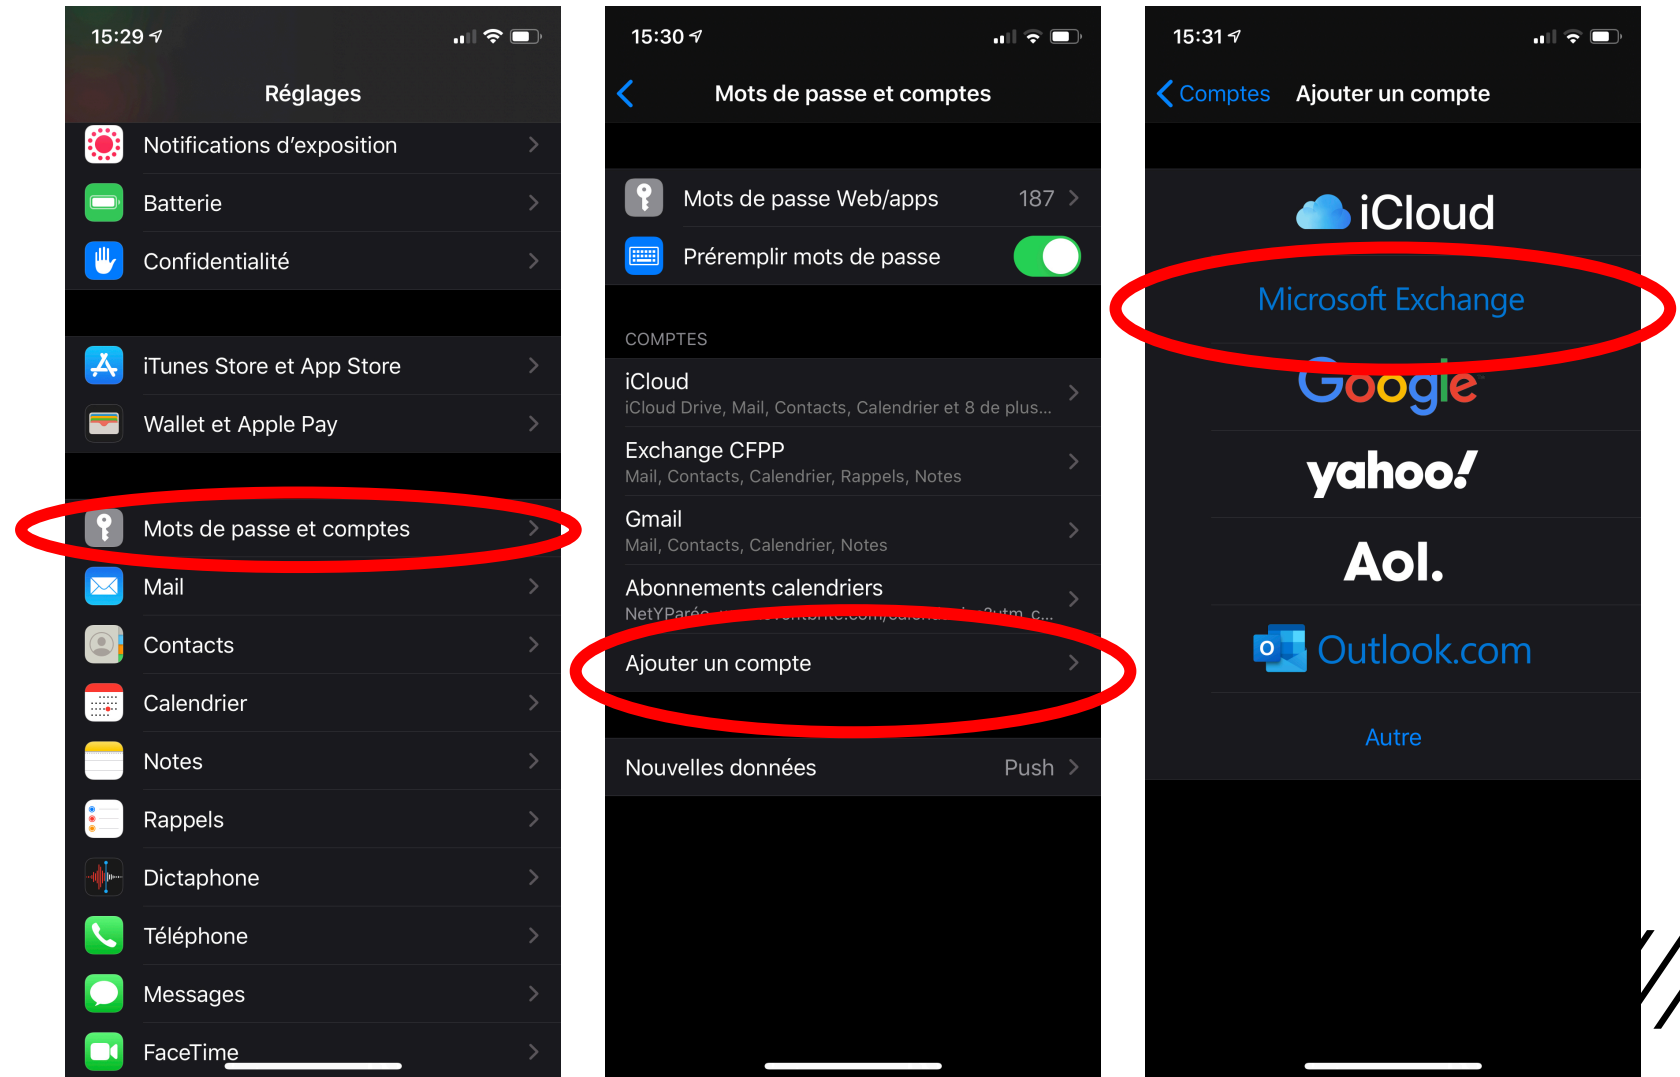 15:29
Réglages
Notifications d'exposition
Batterie
Confidentialité
iTunes Store et App Store
Wallet et Apple Pay
Mots de passe et comptes
Mail
Contacts
Calendrier
Notes
Rappels
Dictaphone
Téléphone
Messages
FaceTime
15:30
Mots de passe et comptes
Mots de passe Web/apps 187
Préremplir mots de passe
COMPTES
iCloud
iCloud Drive, Mail, Contacts, Calendrier et 8 de plus...
Exchange CFPP
Mail, Contacts, Calendrier, Rappels, Notes
Gmail
Mail, Contacts, Calendrier, Notes
Abonnements calendriers
Ajouter un compte
Nouvelles données Push
15:31
Comptes Ajouter un compte
iCloud
Microsoft Exchange
Google
yahoo!
Aol.
Outlook.com
Autre